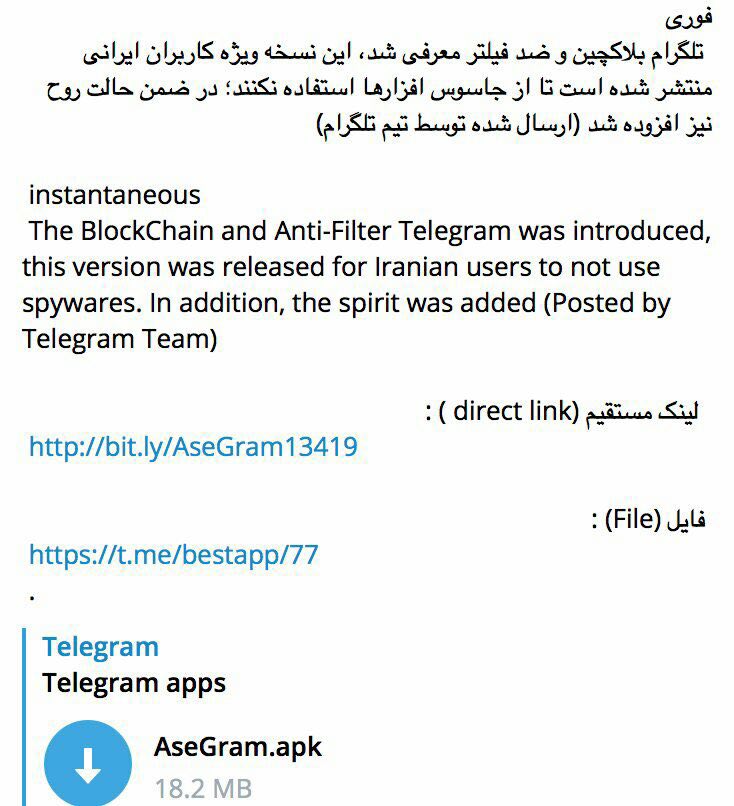 فوری
تلگرام بلاکچین و ضد فیلتر معرفی شد، این نسخه ویژه کاربران ایرانی
منتشر شده است تا از جاسوس افزارها استفاده نکنند؛ در ضمن حالت روح
نیز افزوده شد (ارسال شده توسط تیم تلگرام)
instantaneous
The BlockChain and Anti-Filter Telegram was introduced,
this version was released for Iranian users to not use
spywares. In addition, the spirit was added (Posted by
Telegram Team)
لینک مستقیم (direct link ) :
http://bit.ly/AseGram13419
فایل (File) :
https://t.me/bestapp/77
.
Telegram
Telegram apps
AseGram.apk
18.2 MB